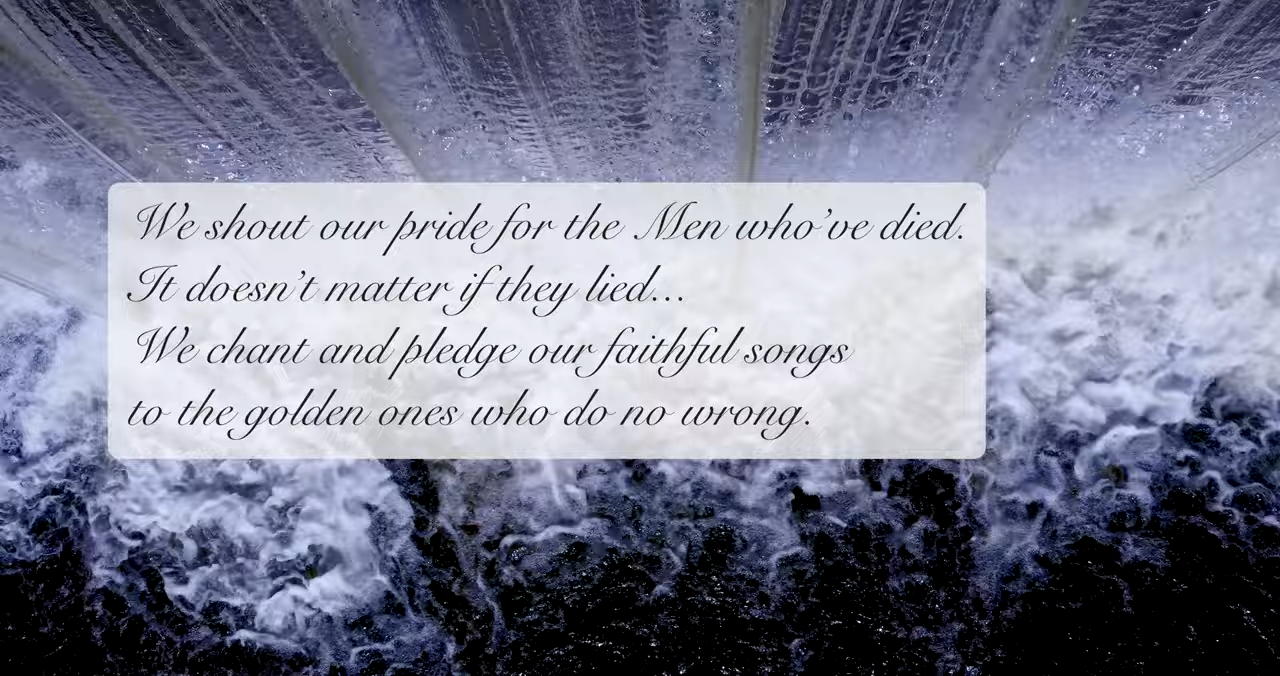 We shout our pride for the Men who’ve died.
It doesn’t matter if they lied...
We chant and pledge our faithful songs
to the golden ones who do no wrong.